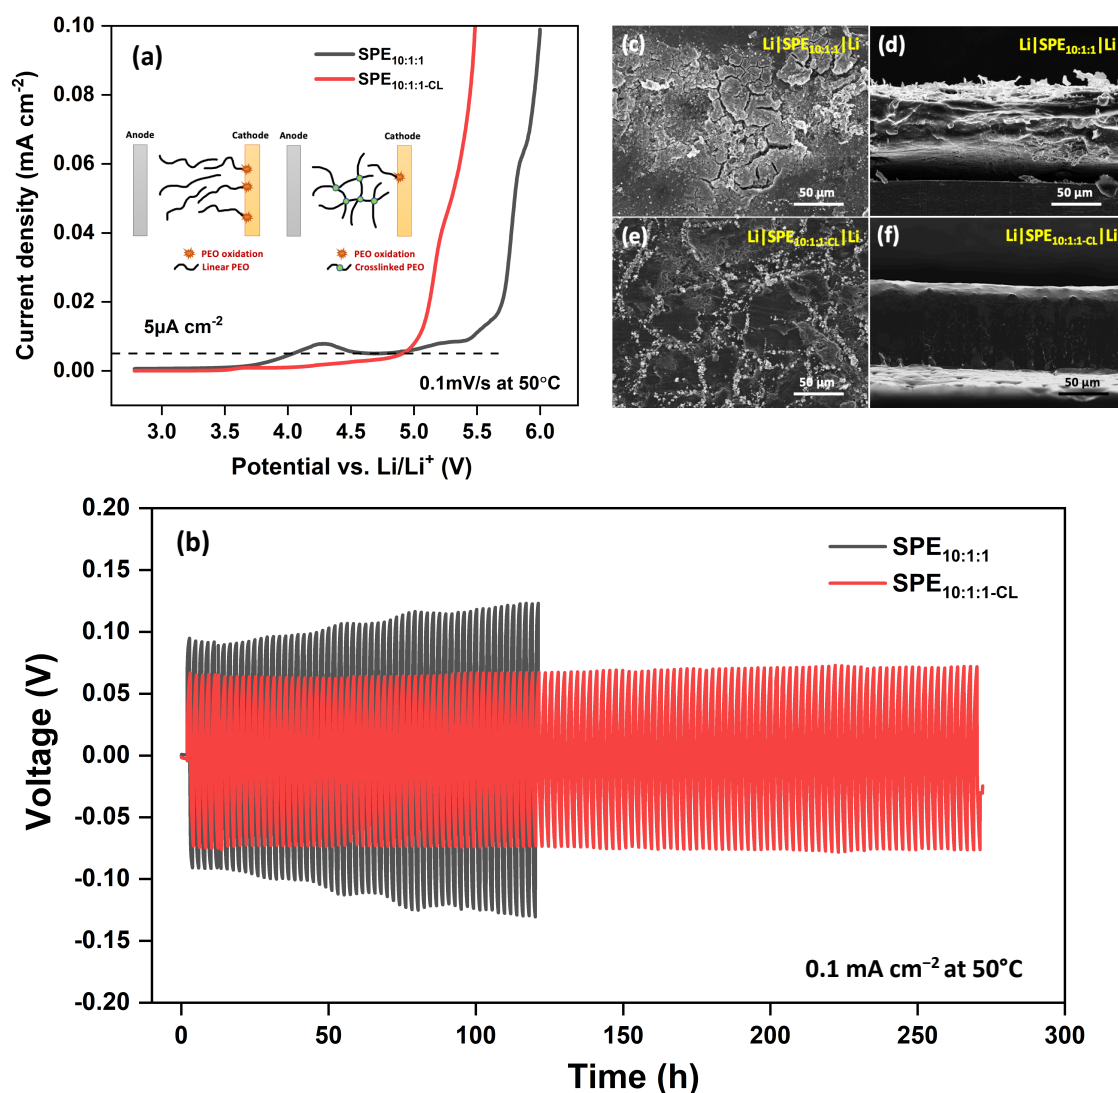 (a)
SPE10:1:1
SPE10:1:1-CL
Current density (mA cm-2)
0.10
0.08
0.06
0.04
0.02
0.00
Anode
Cathode
Anode
Cathode
PEO oxidation
Linear PEO
PEO oxidation
Crosslinked PEO
5µA cm-2
0.1mV/s at 50°C
3.0 3.5 4.0 4.5 5.0 5.5 6.0
Potential vs. Li/Li+ (V)
(c)
Li|SPE10:1:1|Li
50 µm
(d)
Li|SPE10:1:1|Li
50 µm
(e)
Li|SPE10:1:1-CL|Li
50 µm
(f)
Li|SPE10:1:1-CL|Li
50 µm
(b)
SPE10:1:1
SPE10:1:1-CL
Voltage (V)
0.20
0.15
0.10
0.05
0.00
-0.05
-0.10
-0.15
-0.20
0.1 mA cm−2 at 50°C
0 50 100 150 200 250 300
Time (h)